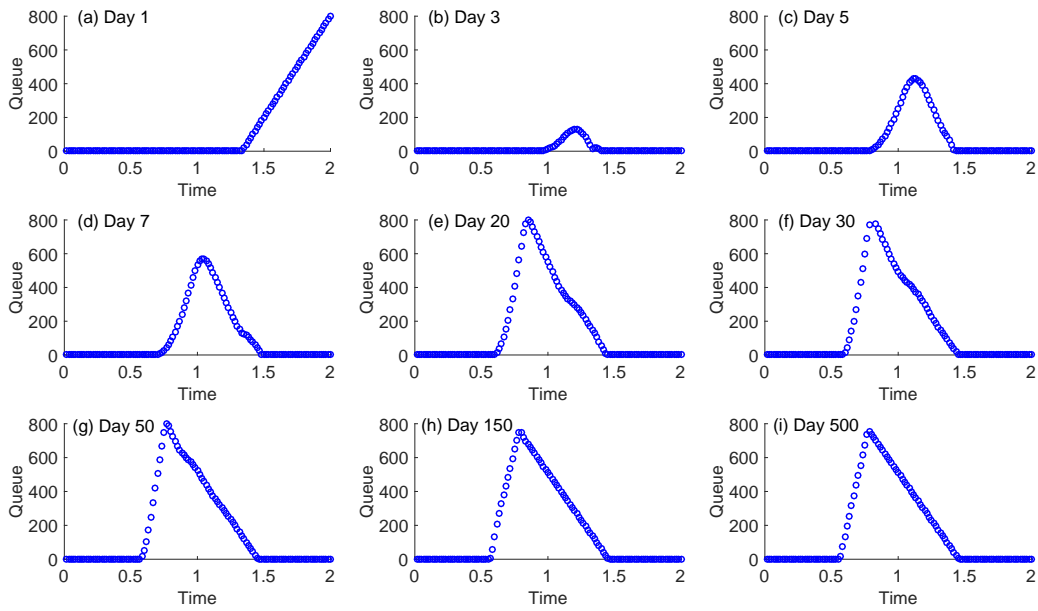 (a) Day 1
800
600
400
200
0
Queue
0 0.5 1 1.5 2
Time
(b) Day 3
800
600
400
200
0
Queue
0 0.5 1 1.5 2
Time
(c) Day 5
800
600
400
200
0
Queue
0 0.5 1 1.5 2
Time
(d) Day 7
800
600
400
200
0
Queue
0 0.5 1 1.5 2
Time
(e) Day 20
800
600
400
200
0
Queue
0 0.5 1 1.5 2
Time
(f) Day 30
800
600
400
200
0
Queue
0 0.5 1 1.5 2
Time
(g) Day 50
800
600
400
200
0
Queue
0 0.5 1 1.5 2
Time
(h) Day 150
800
600
400
200
0
Queue
0 0.5 1 1.5 2
Time
(i) Day 500
800
600
400
200
0
Queue
0 0.5 1 1.5 2
Time